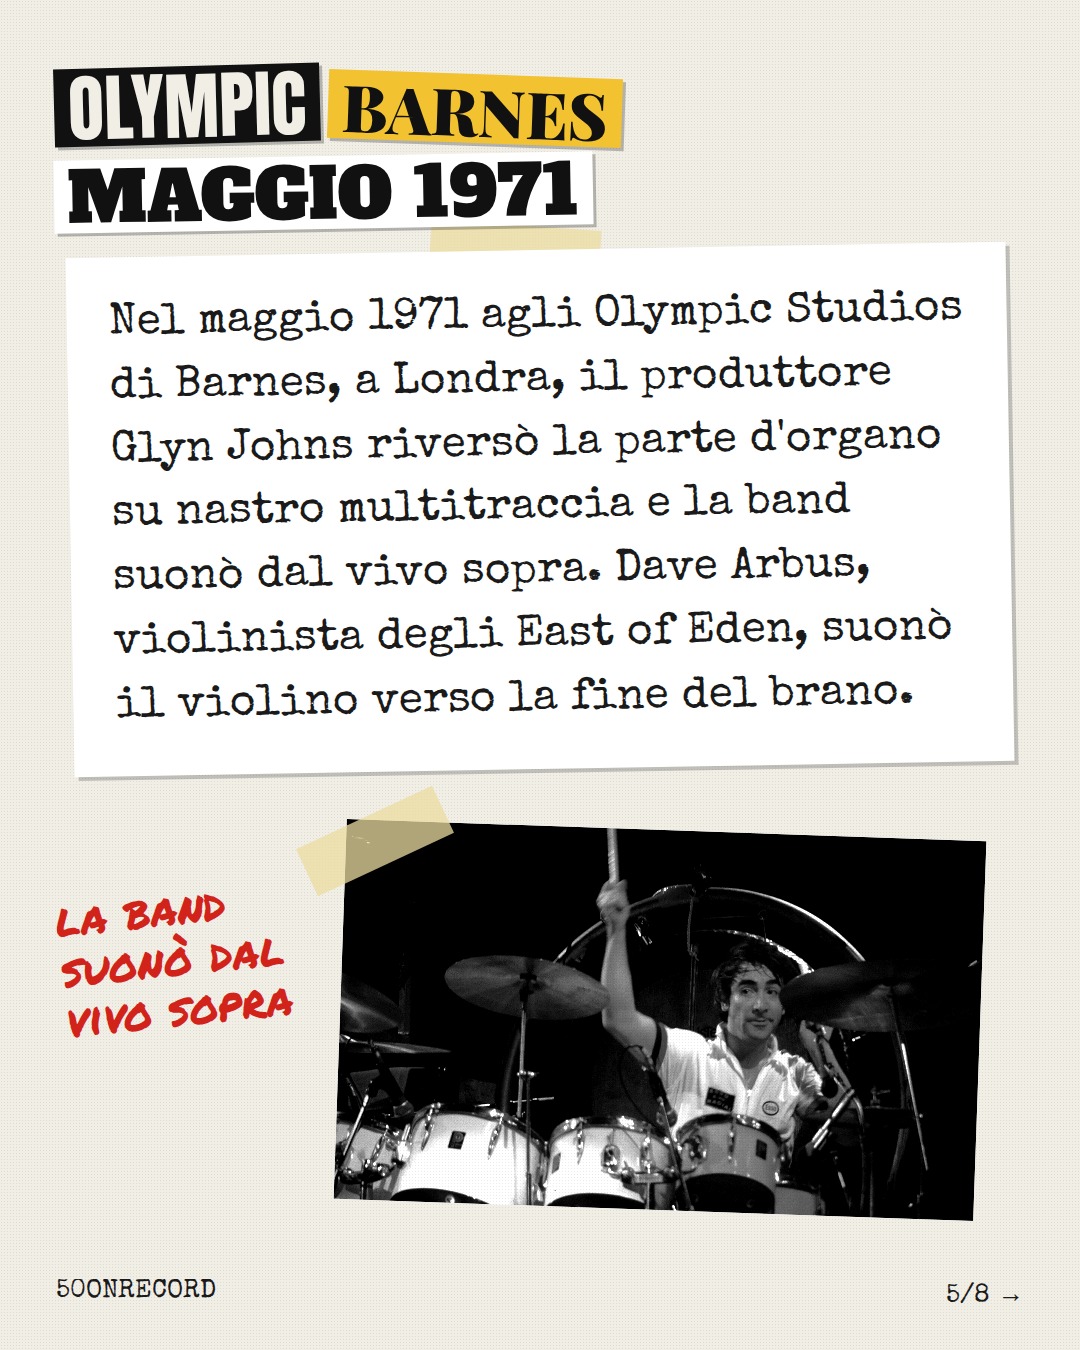 OLYMPIC BARNES
MAGGIO 1971
Nel maggio 1971 agli Olympic Studios
di Barnes, a Londra, il produttore
Glyn Johns riversò la parte d'organo
su nastro multitraccia e la band
suonò dal vivo sopra. Dave Arbus,
violinista degli East of Eden, suonò
il violino verso la fine del brano.
LA BAND
SUONÒ DAL
VIVO SOPRA
50ONRECORD
5/8 →